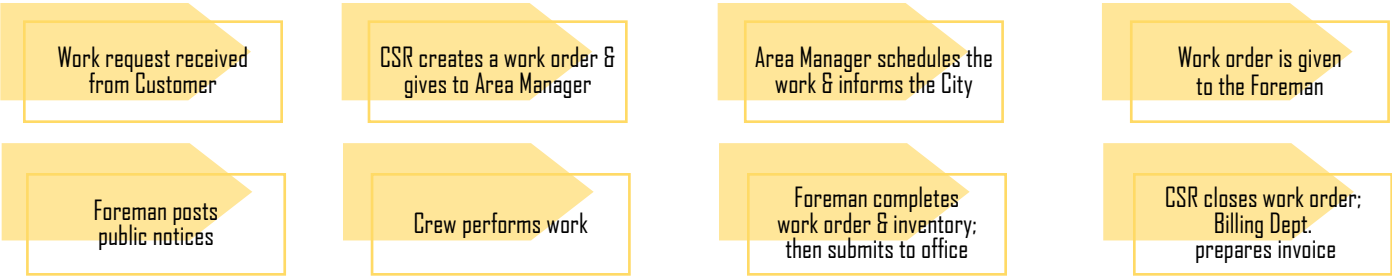 Work request received
from Customer
CSR creates a work order &
gives to Area Manager
Area Manager schedules the
work & informs the City
Work order is given
to the Foreman
Foreman posts
public notices
Crew performs work
Foreman completes
work order & inventory;
then submits to office
CSR closes work order;
Billing Dept.
prepares invoice